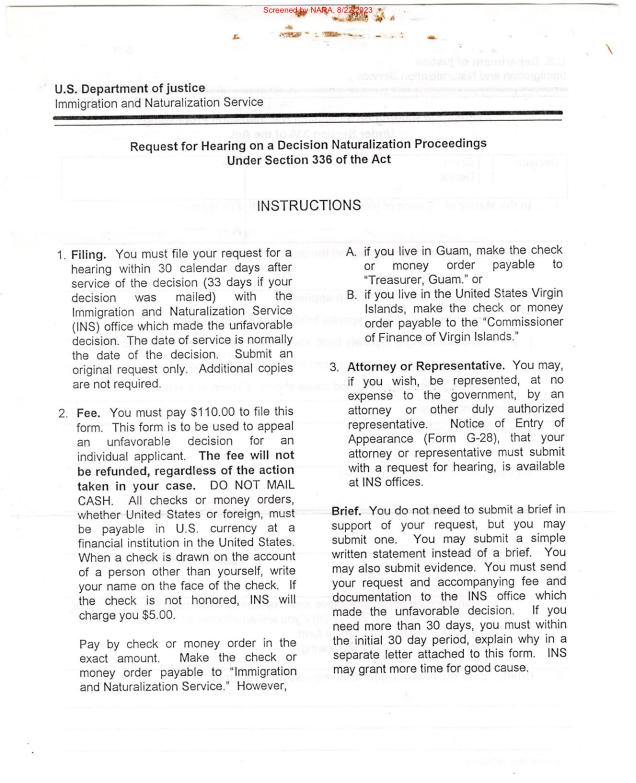 Screened by NARA, 8/22/2023
U.S. Department of justice
Immigration and Naturalization Service
Request for Hearing on a Decision Naturalization Proceedings
Under Section 336 of the Act
INSTRUCTIONS
1. Filing. You must file your request for a
hearing within 30 calendar days after
service of the decision (33 days if your
decision was mailed) with the
Immigration and Naturalization Service
(INS) office which made the unfavorable
decision. The date of service is normally
the date of the decision. Submit an
original request only. Additional copies
are not required.
2. Fee. You must pay $110.00 to file this
form. This form is to be used to appeal
an unfavorable decision for an
individual applicant. The fee will not
be refunded, regardless of the action
taken in your case. DO NOT MAIL
CASH. All checks or money orders,
whether United States or foreign, must
be payable in U.S. currency at a
financial institution in the United States.
When a check is drawn on the account
of a person other than yourself, write
your name on the face of the check. If
the check is not honored, INS will
charge you $5.00.
Pay by check or money order in the
exact amount. Make the check or
money order payable to "Immigration
and Naturalization Service." However,
A. if you live in Guam, make the check
or money order payable to
"Treasurer, Guam." or
B. if you live in the United States Virgin
Islands, make the check or money
order payable to the "Commissioner
of Finance of Virgin Islands."
3. Attorney or Representative. You may,
if you wish, be represented, at no
expense to the government, by an
attorney or other duly authorized
representative. Notice of Entry of
Appearance (Form G-28), that your
attorney or representative must submit
with a request for hearing, is available
at INS offices.
Brief. You do not need to submit a brief in
support of your request, but you may
submit one. You may submit a simple
written statement instead of a brief. You
may also submit evidence. You must send
your request and accompanying fee and
documentation to the INS office which
made the unfavorable decision. If you
need more than 30 days, you must within
the initial 30 day period, explain why in a
separate letter attached to this form. INS
may grant more time for good cause.